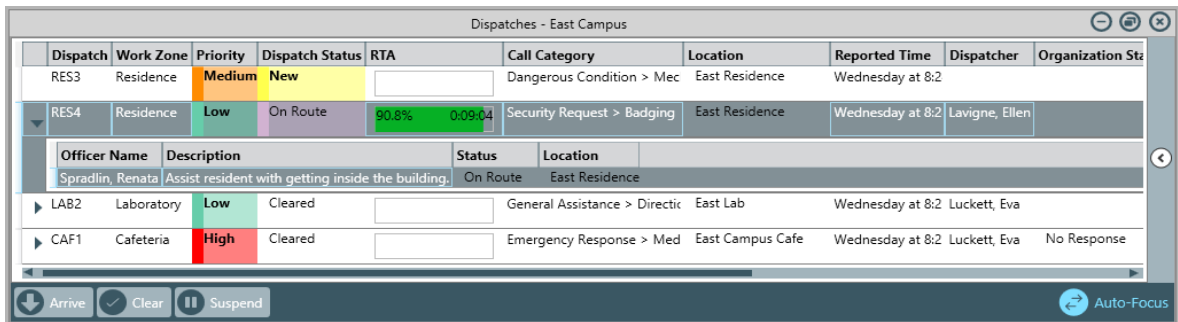 Dispatches - East Campus
Dispatch Work Zone Priority Dispatch Status RTA Call Category Location Reported Time Dispatcher Organization Sta
RES3 Residence Medium New Dangerous Condition > Mec East Residence Wednesday at 8:2
RES4 Residence Low On Route 90.8% 0:09:04 Security Request > Badging East Residence Wednesday at 8:2 Lavigne, Ellen
Officer Name Description Status Location
Spradlin, Renata Assist resident with getting inside the building. On Route East Residence
LAB2 Laboratory Low Cleared General Assistance > Directic East Lab Wednesday at 8:2 Luckett, Eva
CAF1 Cafeteria High Cleared Emergency Response > Med East Campus Cafe Wednesday at 8:2 Luckett, Eva No Response
Arrive Clear Suspend Auto-Focus